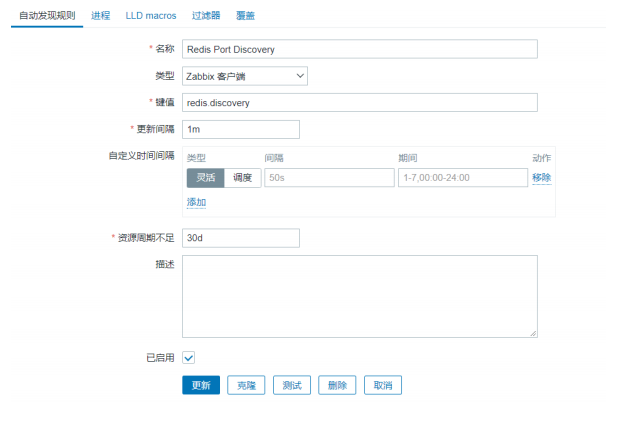 自动发现规则 进程 LLD macros 过滤器 覆盖
* 名称 Redis Port Discovery
类型 Zabbix 客户端
* 键值 redis.discovery
* 更新间隔 1m
自定义时间间隔 类型 间隔 期间 动作
灵活 调度 50s 1-7,00:00-24:00 移除
添加
* 资源周期不足 30d
描述
已启用
更新 克隆 测试 删除 取消